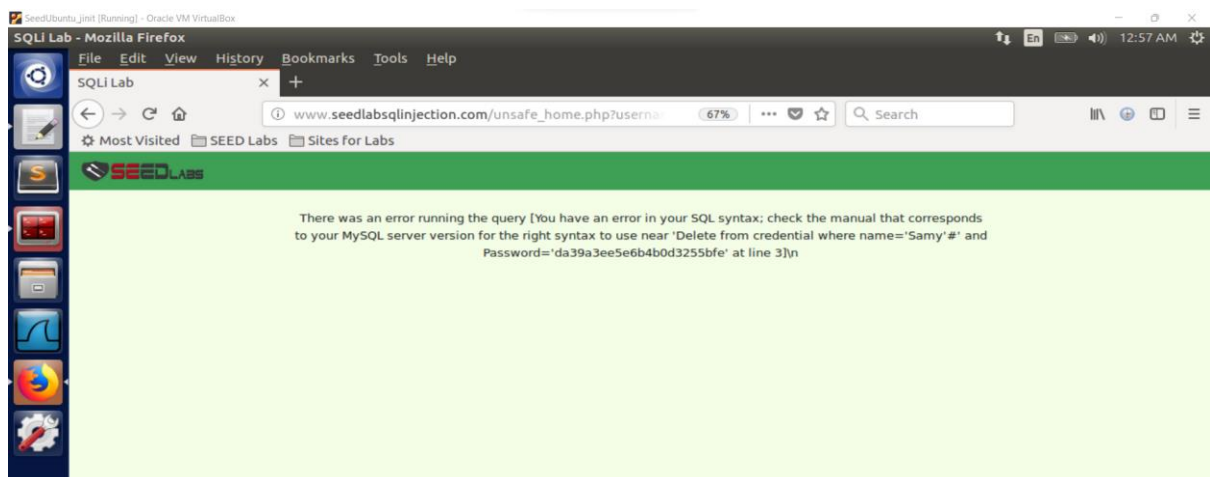 SeedUbuntu_jinit [Running] - Oracle VM VirtualBox
SQLi Lab - Mozilla Firefox
En
12:57 AM
File Edit View History Bookmarks Tools Help
SQLi Lab
www.seedlabsqlinjection.com/unsafe_home.php?userna
67%
Search
Most Visited SEED Labs Sites for Labs
SEEDLABS
There was an error running the query [You have an error in your SQL syntax; check the manual that corresponds
to your MySQL server version for the right syntax to use near 'Delete from credential where name='Samy'#' and
Password='da39a3ee5e6b4b0d3255bfe' at line 3]\n